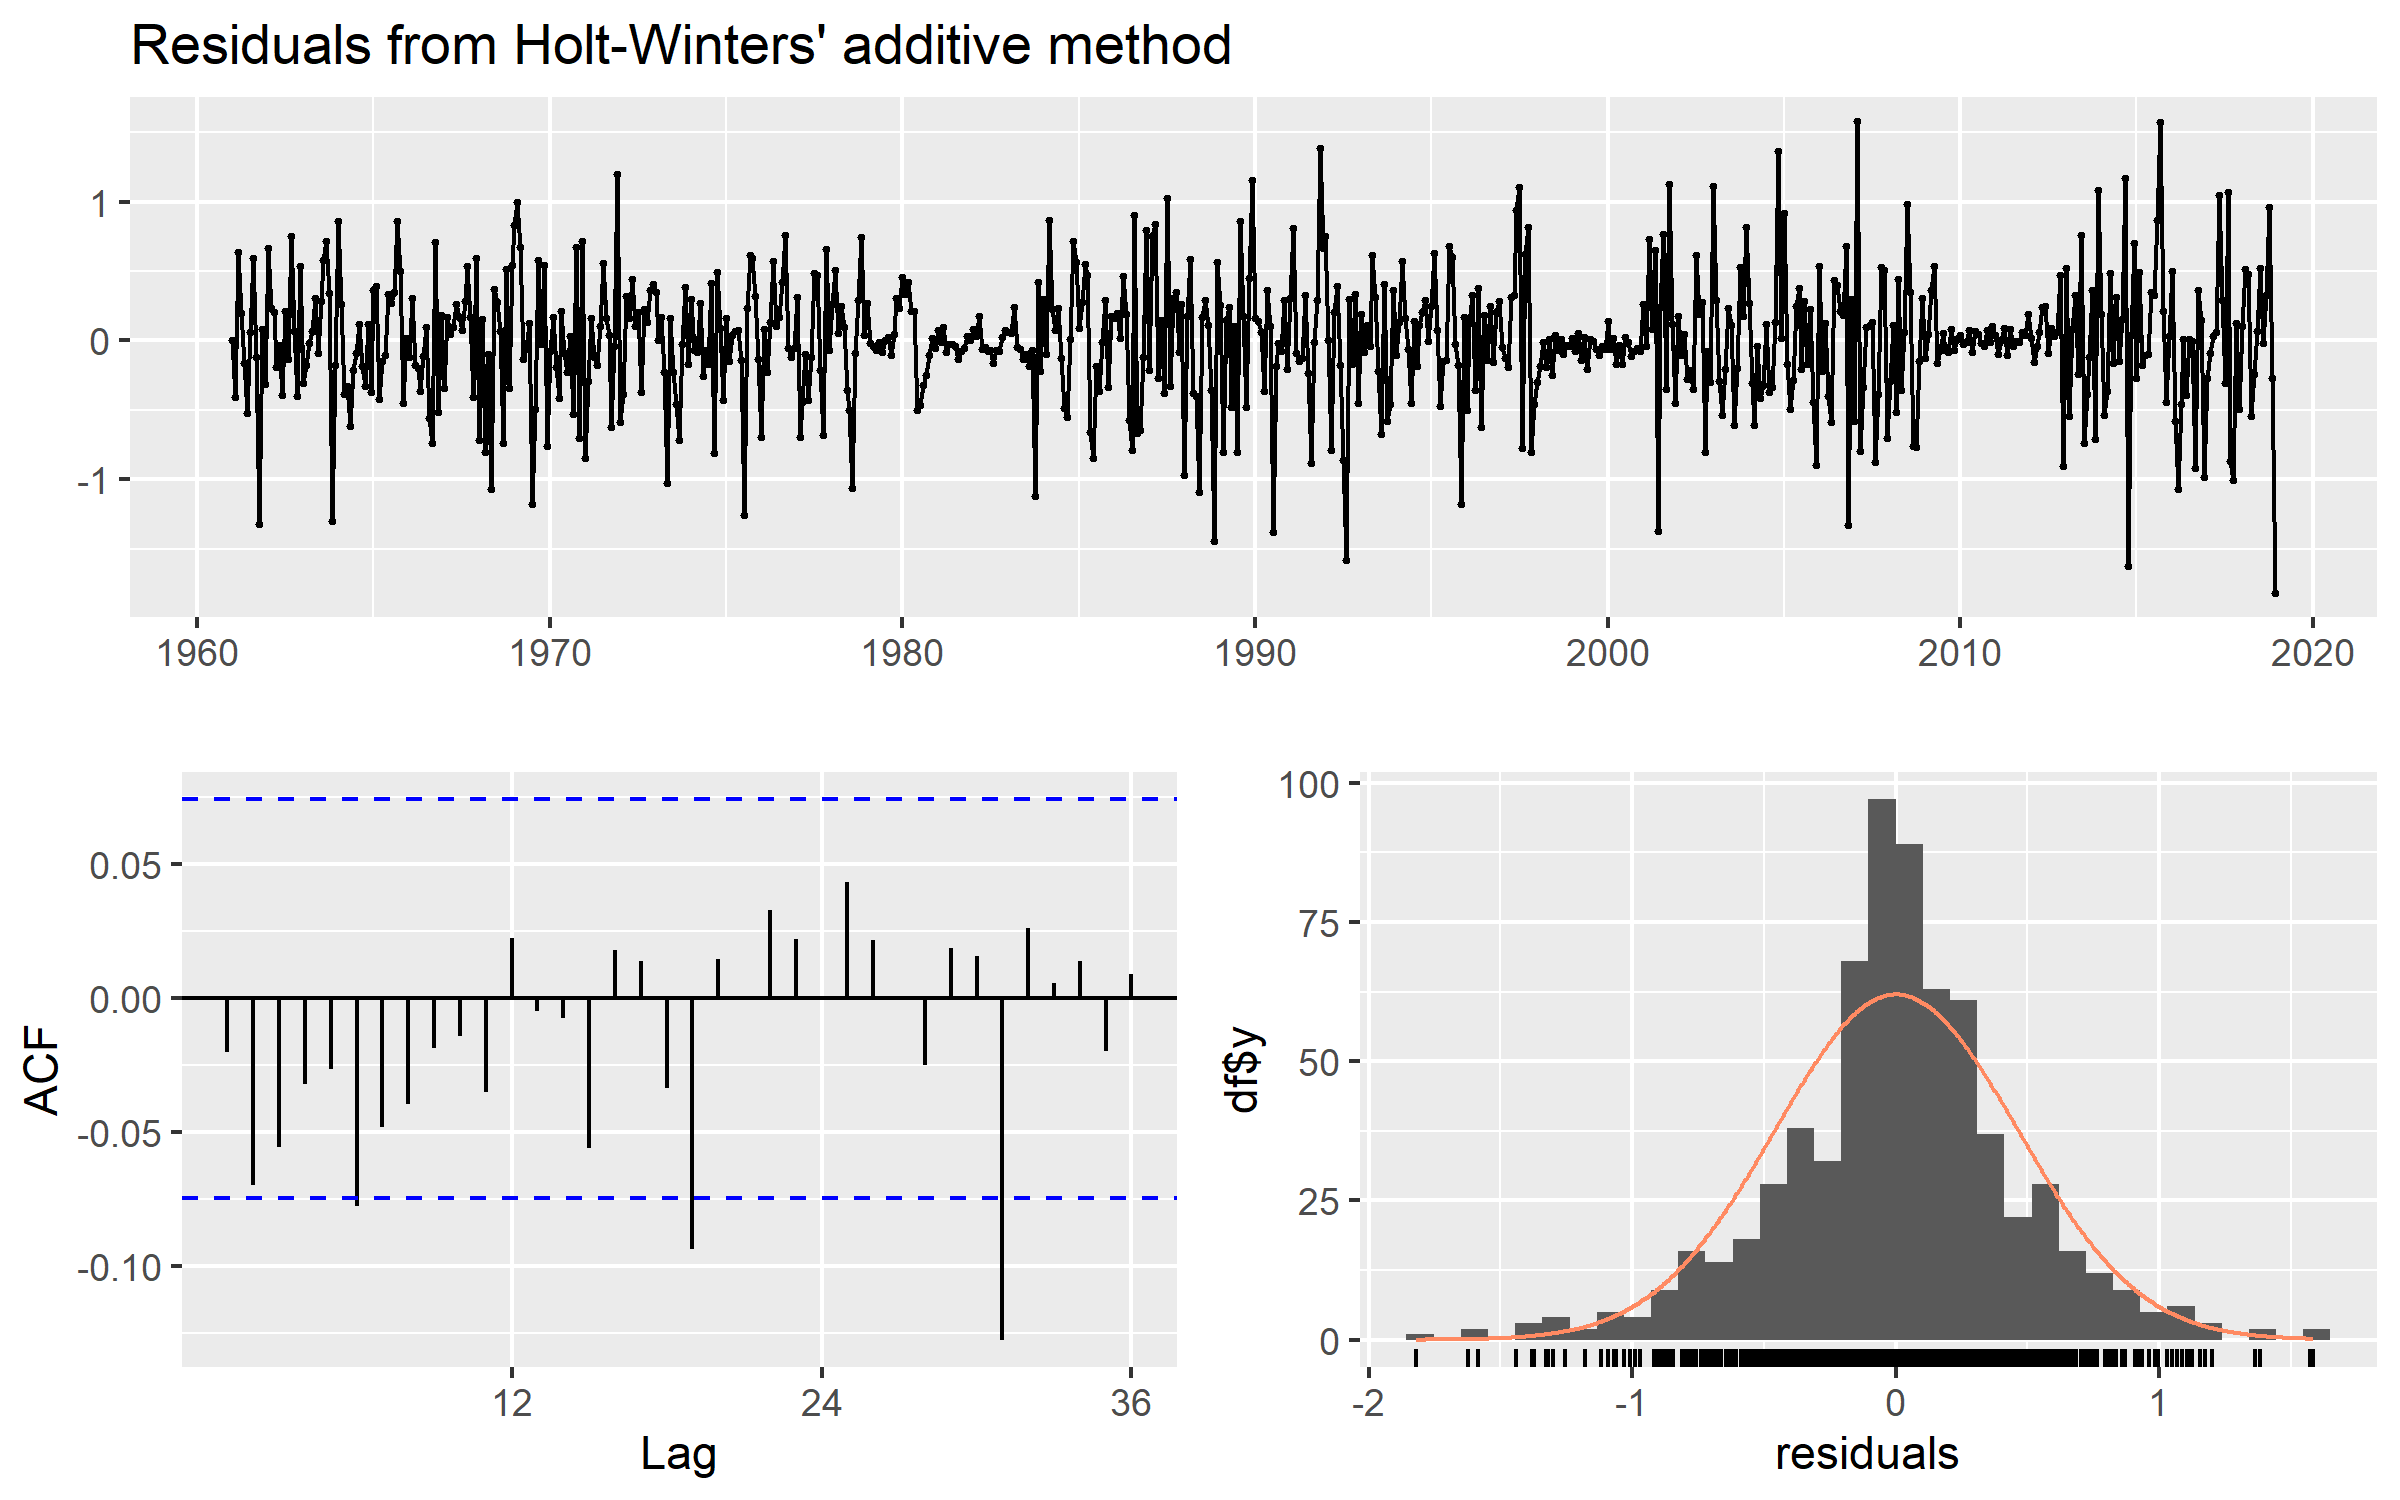 Residuals from Holt-Winters' additive method
1
0
-1
1960 1970 1980 1990 2000 2010 2020
ACF
0.05
0.00
-0.05
-0.10
12 24 36
Lag
df$y
100
75
50
25
0
-2 -1 0 1
residuals